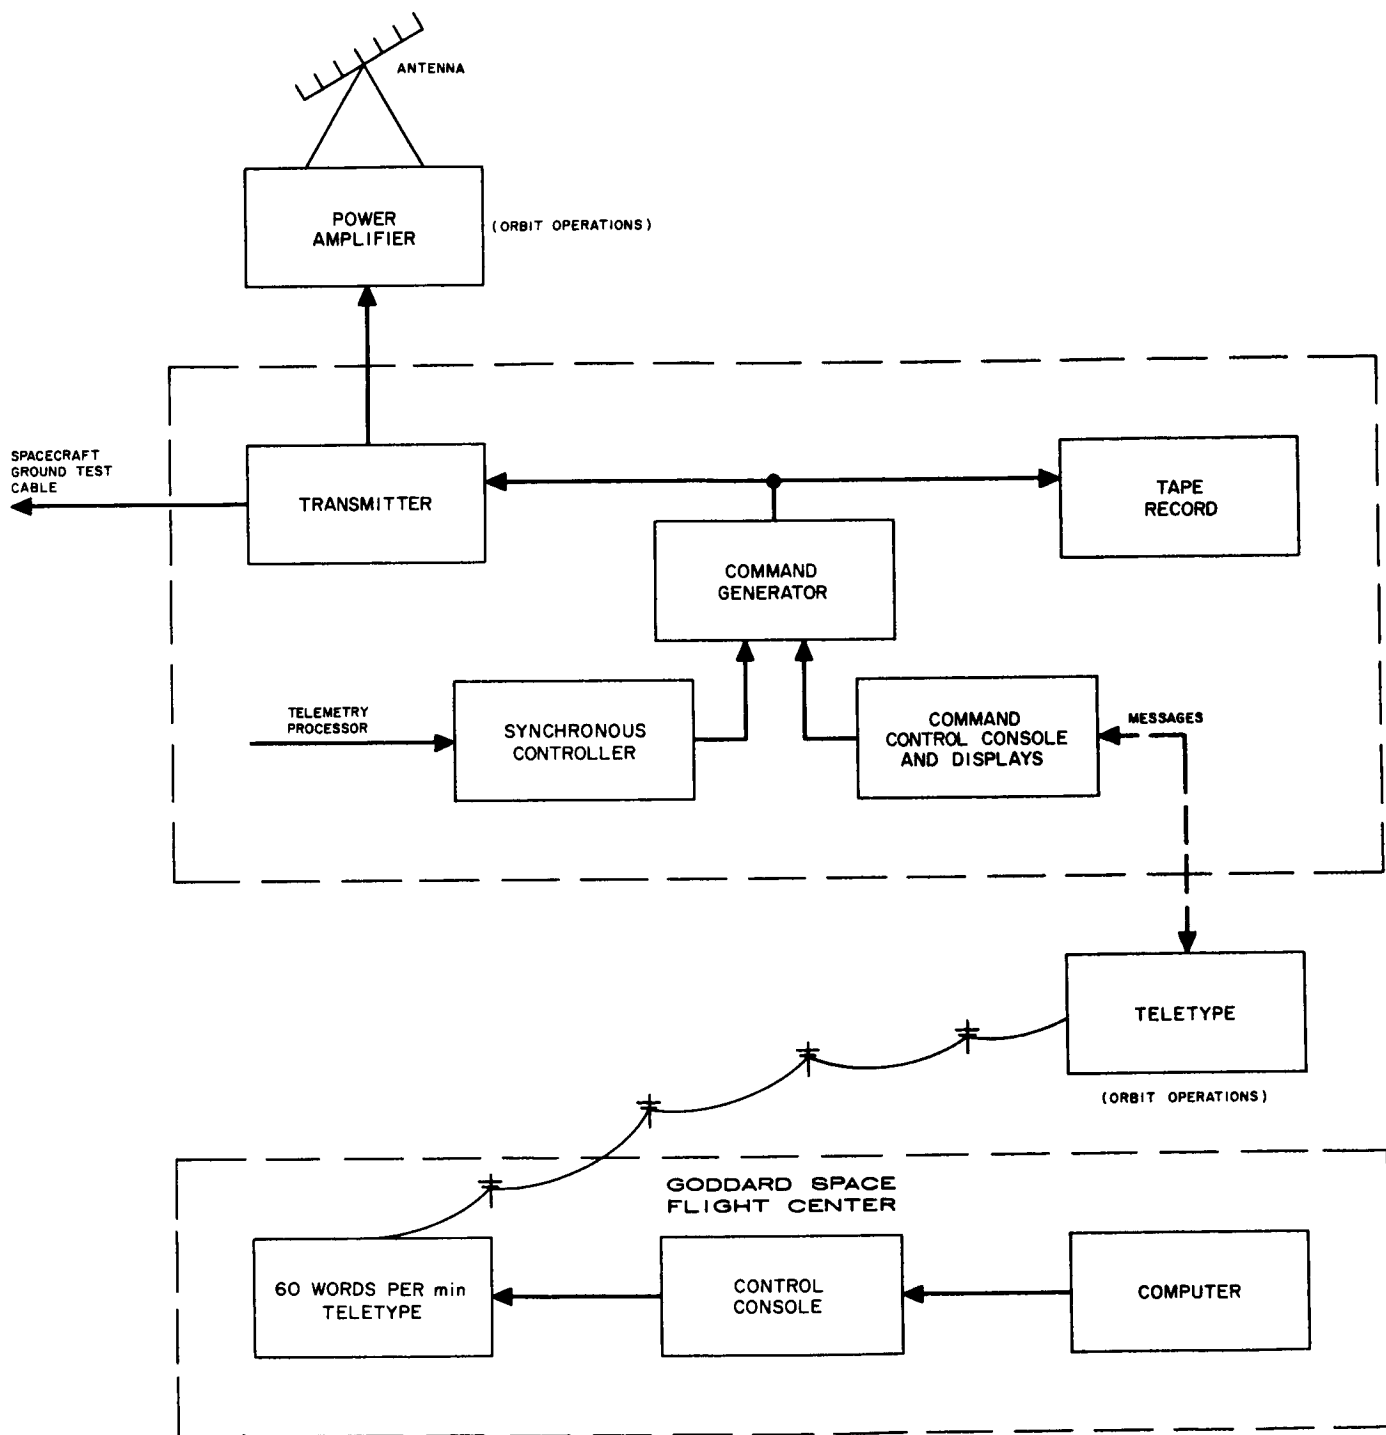 ANTENNA
POWER
AMPLIFIER
(ORBIT OPERATIONS)
SPACECRAFT
GROUND TEST
CABLE
TRANSMITTER
TAPE
RECORD
COMMAND
GENERATOR
TELEMETRY
PROCESSOR
SYNCHRONOUS
CONTROLLER
COMMAND
CONTROL CONSOLE
AND DISPLAYS
MESSAGES
TELETYPE
(ORBIT OPERATIONS)
GODDARD SPACE
FLIGHT CENTER
60 WORDS PER min
TELETYPE
CONTROL
CONSOLE
COMPUTER